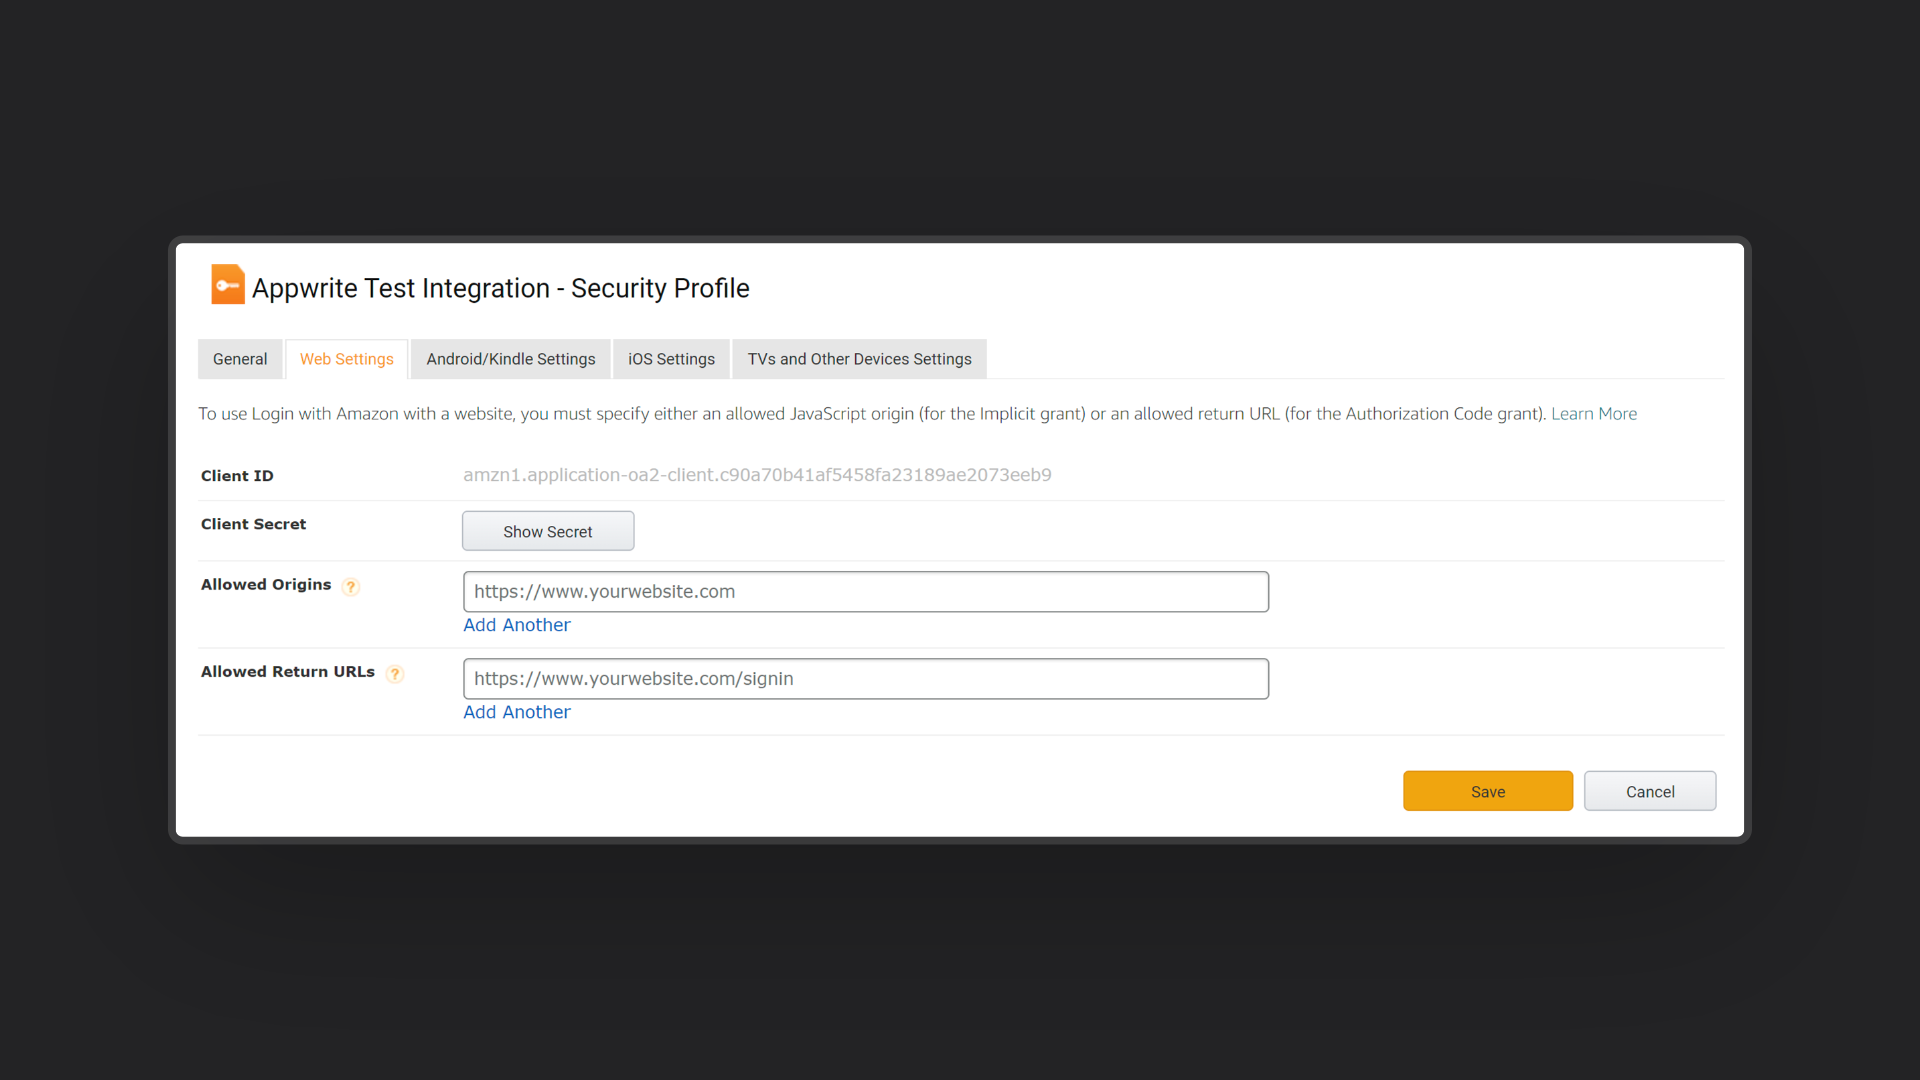 Appwrite Test Integration - Security Profile
General Web Settings Android/Kindle Settings iOS Settings TVs and Other Devices Settings
To use Login with Amazon with a website, you must specify either an allowed JavaScript origin (for the Implicit grant) or an allowed return URL (for the Authorization Code grant). Learn More
Client ID amzn1.application-oa2-client.c90a70b41af5458fa23189ae2073eeb9
Client Secret Show Secret
Allowed Origins ? https://www.yourwebsite.com
Add Another
Allowed Return URLs ? https://www.yourwebsite.com/signin
Add Another
Save Cancel